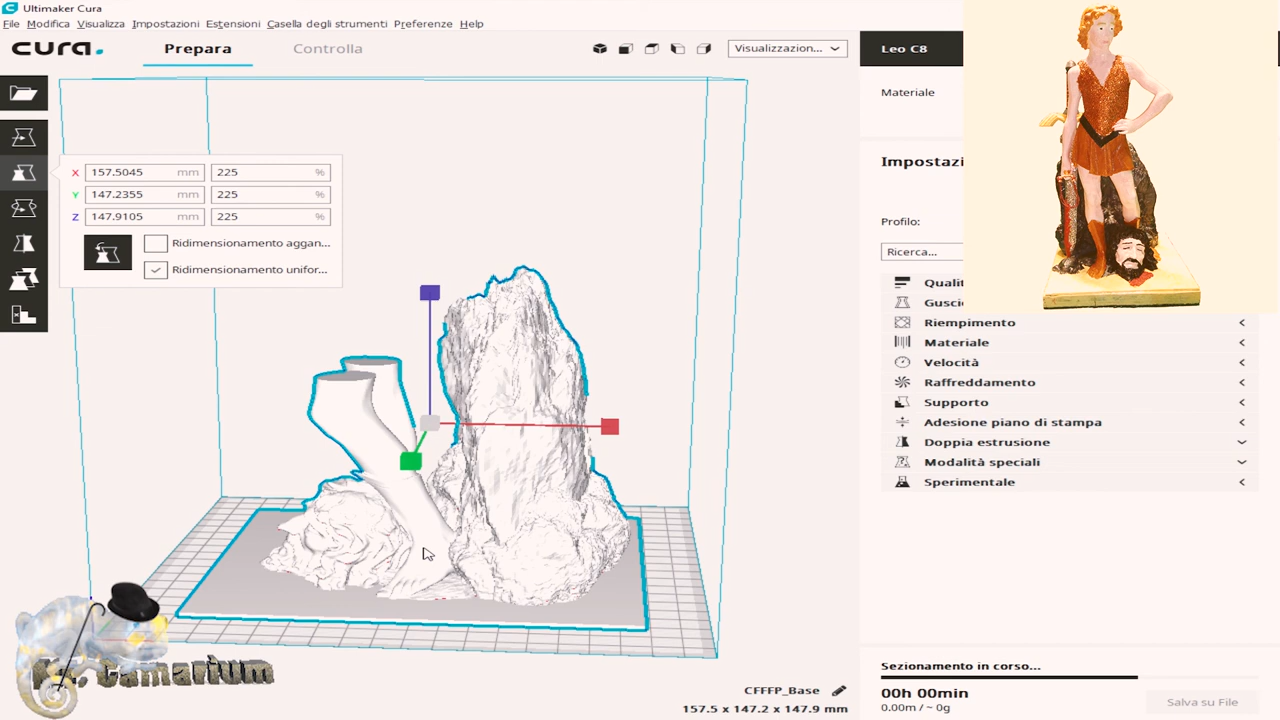 Ultimaker Cura
File Modifica Visualizza Impostazioni Estensioni Casella degli strumenti Preferenze Help
cura.
Prepara
Controlla
Visualizzazion...
Leo C8
Materiale
X 157.5045 mm 225 %
Y 147.2355 mm 225 %
Z 147.9105 mm 225 %
Ridimensionamento aggan...
Ridimensionamento unifor...
Impostazi
Profilo:
Ricerca...
Qualit
Gusci
Riempimento
Materiale
Velocità
Raffreddamento
Supporto
Adesione piano di stampa
Doppia estrusione
Modalità speciali
Sperimentale
Camarium
CFFFP_Base
157.5 x 147.2 x 147.9 mm
Sezionamento in corso...
00h 00min
0.00m / ~ 0g
Salva su File